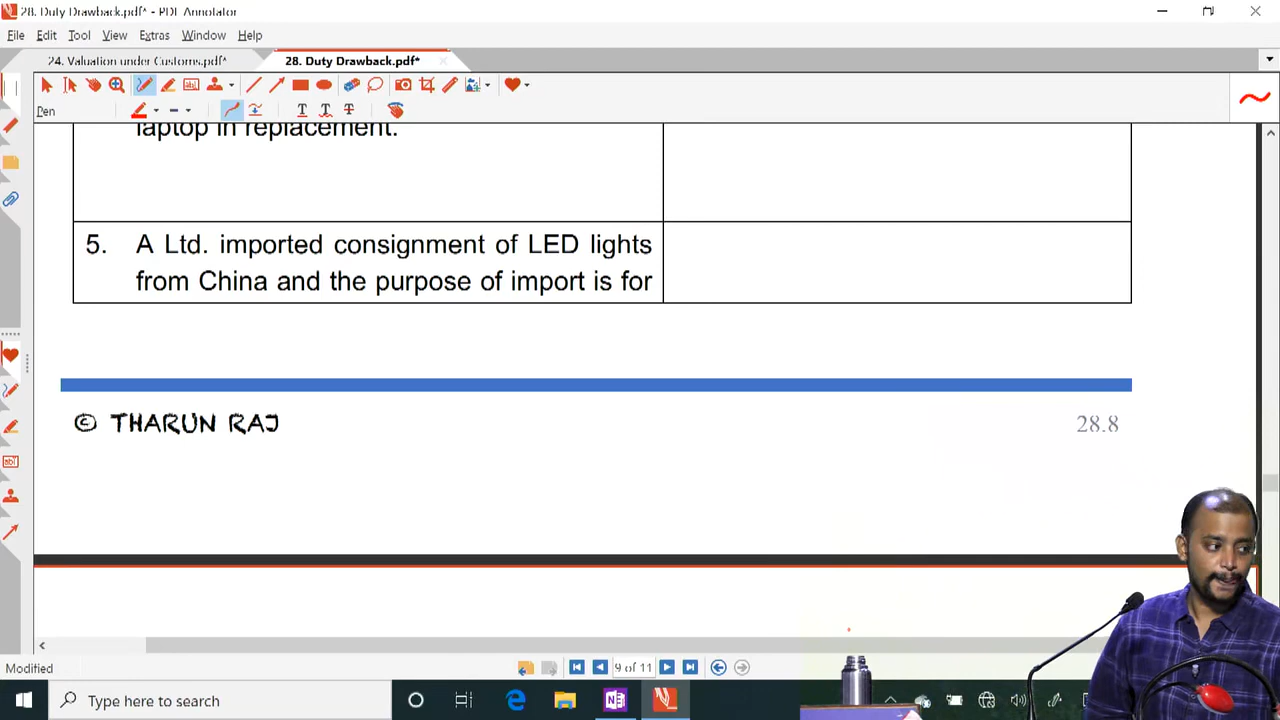 28. Duty Drawback.pdf* - PDF Annotator
File Edit Tool View Extras Window Help
24. Valuation under Customs.pdf* 28. Duty Drawback.pdf*
Pen
laptop in replacement.
5. A Ltd. imported consignment of LED lights
from China and the purpose of import is for
© THARUN RAJ
28.8
9 of 11
Modified
Type here to search